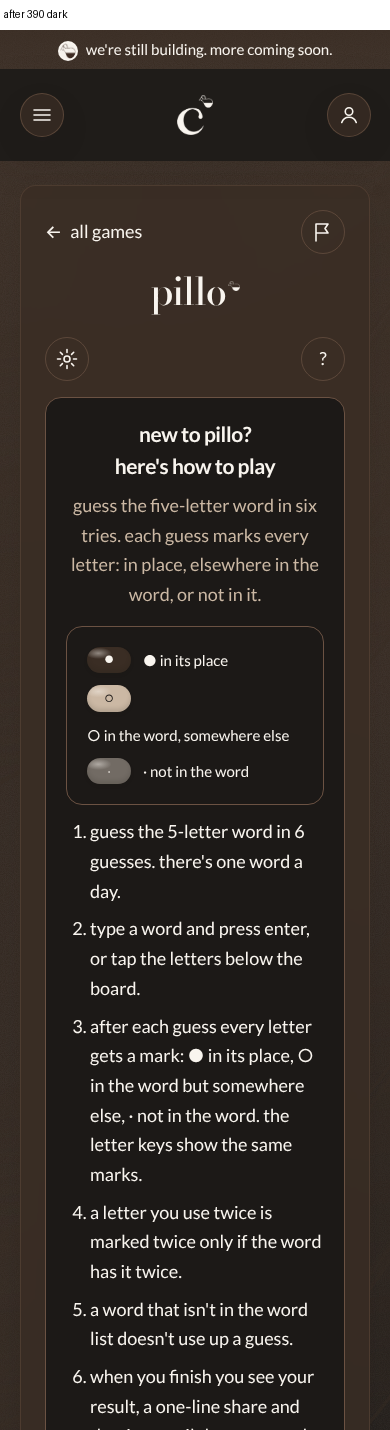 after 390 dark
we're still building. more coming soon.
c
← all games
pillo
?
new to pillo?
here's how to play
guess the five-letter word in six
tries. each guess marks every
letter: in place, elsewhere in the
word, or not in it.
● in its place
○ in the word, somewhere else
· not in the word
1. guess the 5-letter word in 6
guesses. there's one word a
day.
2. type a word and press enter,
or tap the letters below the
board.
3. after each guess every letter
gets a mark: ● in its place, ○
in the word but somewhere
else, · not in the word. the
letter keys show the same
marks.
4. a letter you use twice is
marked twice only if the word
has it twice.
5. a word that isn't in the word
list doesn't use up a guess.
6. when you finish you see your
result, a one-line share and